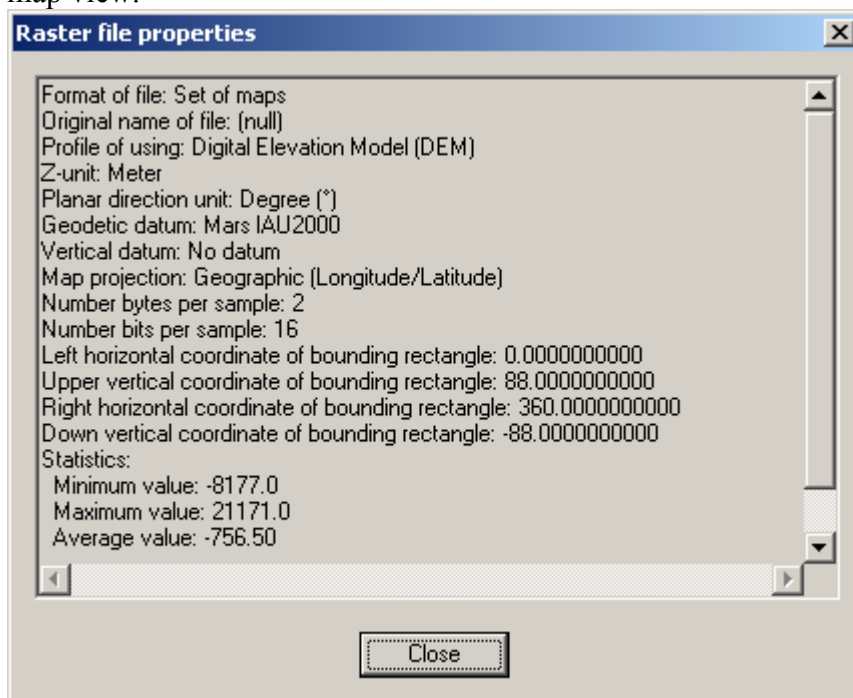 map view.
Raster file properties
Format of file: Set of maps
Original name of file: (null)
Profile of using: Digital Elevation Model (DEM)
Z-unit: Meter
Planar direction unit: Degree (°)
Geodetic datum: Mars IAU2000
Vertical datum: No datum
Map projection: Geographic (Longitude/Latitude)
Number bytes per sample: 2
Number bits per sample: 16
Left horizontal coordinate of bounding rectangle: 0.0000000000
Upper vertical coordinate of bounding rectangle: 88.0000000000
Right horizontal coordinate of bounding rectangle: 360.0000000000
Down vertical coordinate of bounding rectangle: -88.0000000000
Statistics:
Minimum value: -8177.0
Maximum value: 21171.0
Average value: -756.50
Close